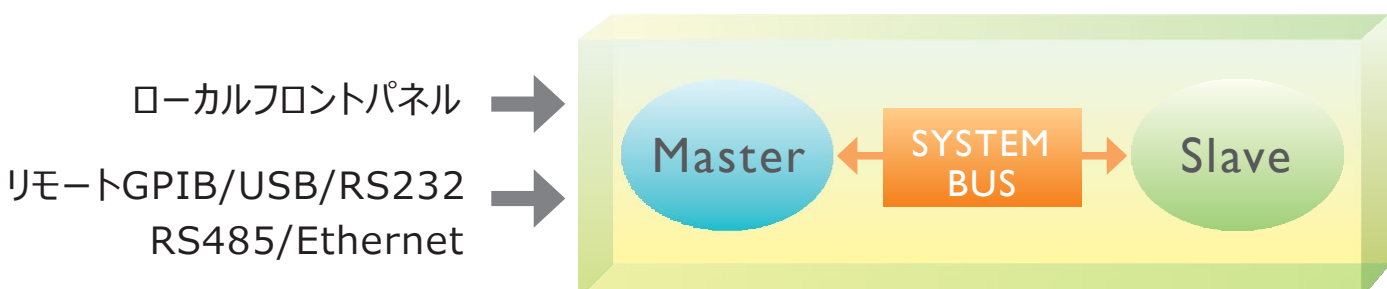 ローカルフロントパネル
リモートGPIB/USB/RS232
RS485/Ethernet
Master
SYSTEM
BUS
Slave